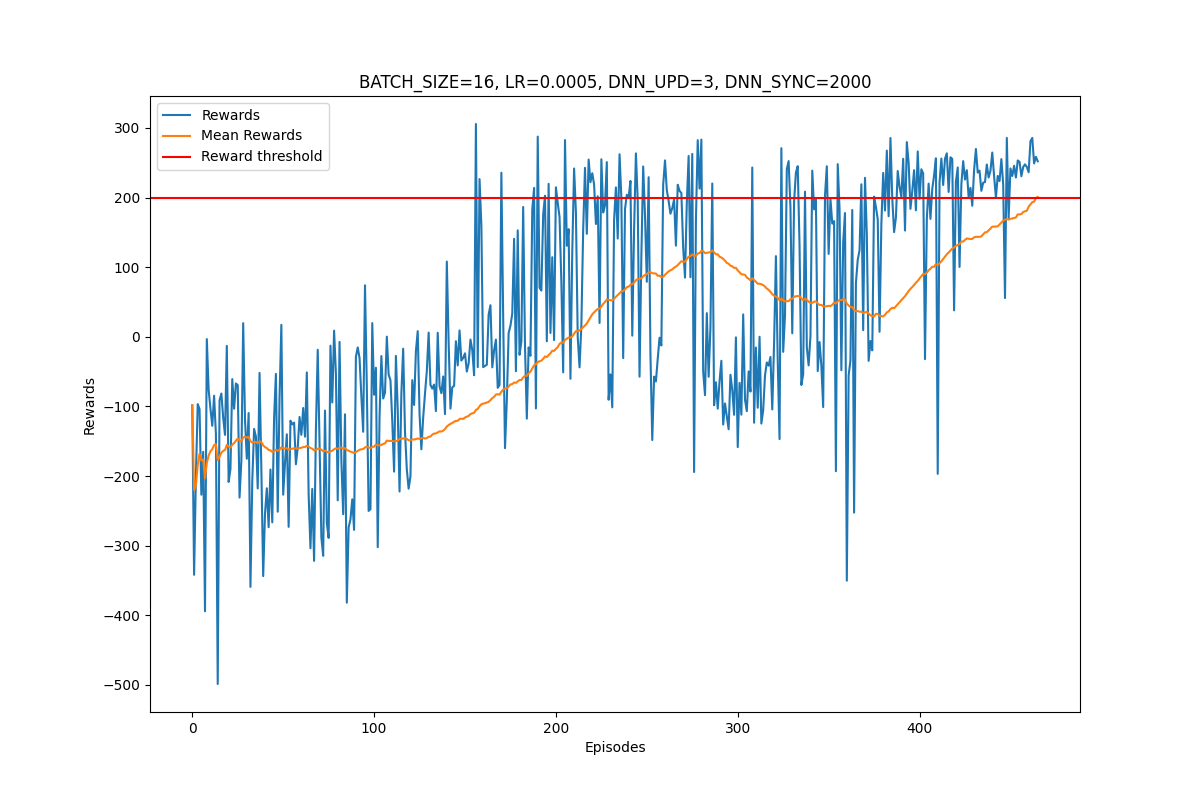 BATCH_SIZE=16, LR=0.0005, DNN_UPD=3, DNN_SYNC=2000
Rewards
Mean Rewards
Reward threshold
300
200
100
0
−100
−200
−300
−400
−500
Rewards
0
100
200
300
400
Episodes